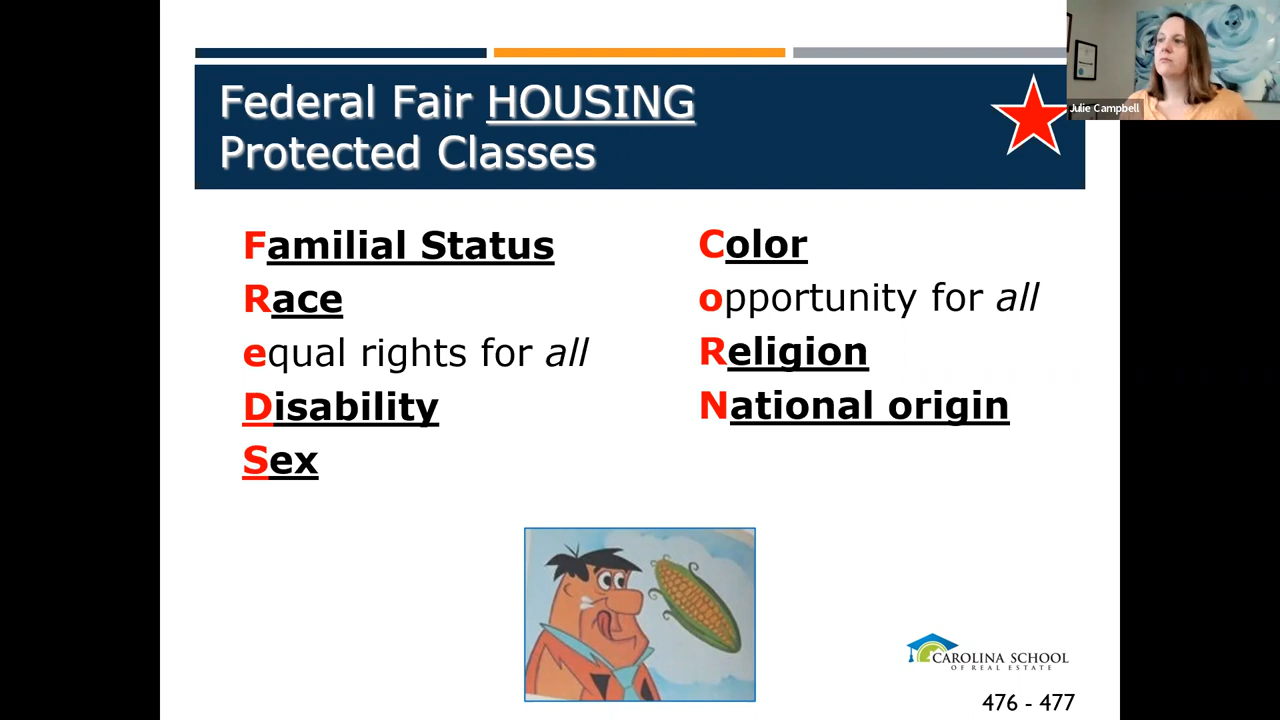 Federal Fair HOUSING
Protected Classes
Julie Campbell
Familial Status
Race
equal rights for all
Disability
Sex
Color
opportunity for all
Religion
National origin
CAROLINA SCHOOL
OF REAL ESTATE
476 - 477